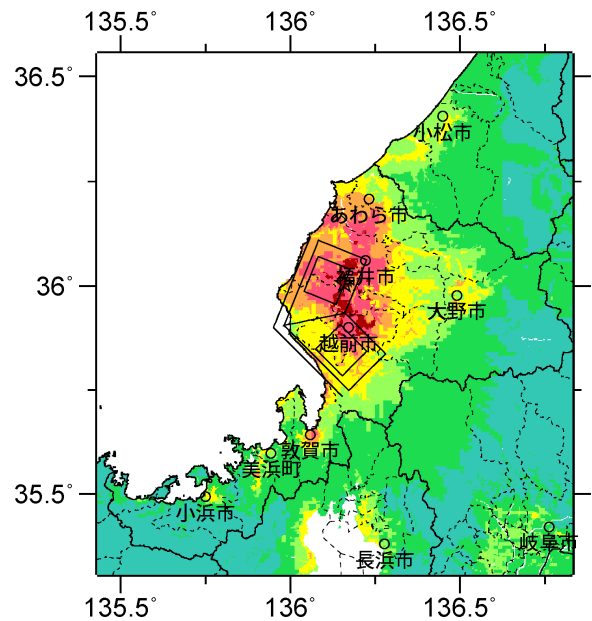 135.5° 136° 136.5°
36.5°
小松市
あわら市
福井市
36°
大野市
越前市
敦賀市
美浜町
35.5°
小浜市
岐阜市
長浜市
135.5° 136° 136.5°